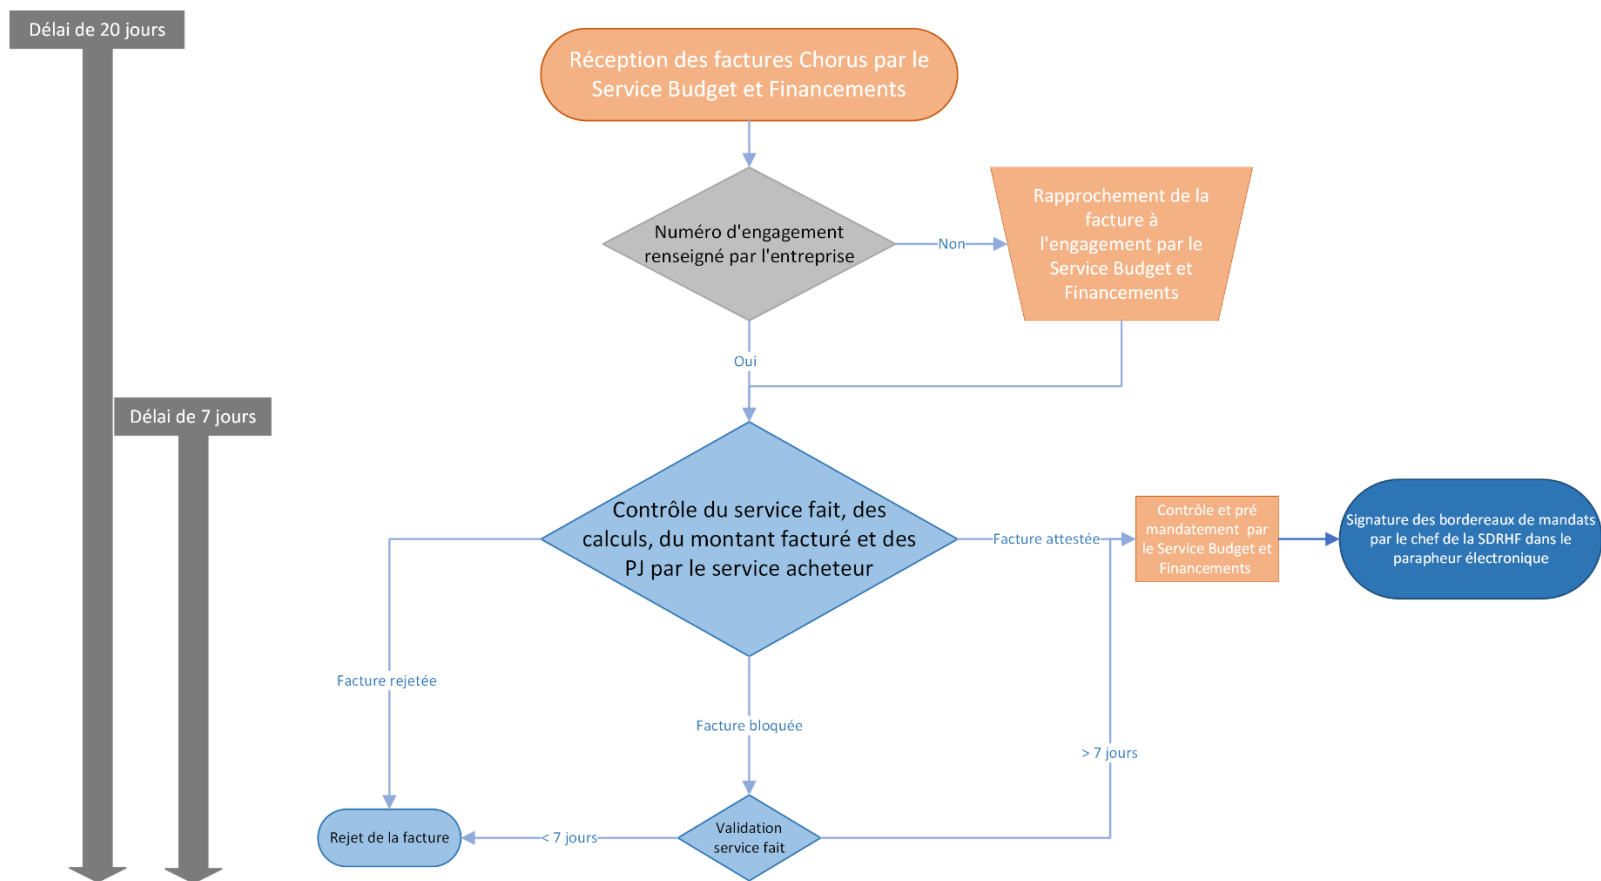 Délai de 20 jours
Réception des factures Chorus par le
Service Budget et Financements
Numéro d'engagement
renseigné par l'entreprise
Non
Rapprochement de la
facture à
l'engagement par le
Service Budget et
Financements
Oui
Délai de 7 jours
Contrôle du service fait, des
calculs, du montant facturé et des
PJ par le service acheteur
Facture attestée
Contrôle et pré
mandatement par
le Service Budget et
Financements
Signature des bordereaux de mandats
par le chef de la SDRHF dans le
parapheur électronique
Facture rejetée
Facture bloquée
> 7 jours
Rejet de la facture
< 7 jours
Validation
service fait